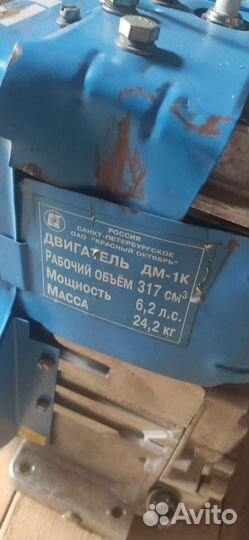 РОССИЯ
САНКТ-ПЕТЕРБУРГСКОЕ
ОАО "КРАСНЫЙ ОКТЯБРЬ"
ДВИГАТЕЛЬ ДМ-1К
РАБОЧИЙ ОБЪЁМ 317 см³
Мощность 6,2 л.с.
Масса 24,2 кг
Avito